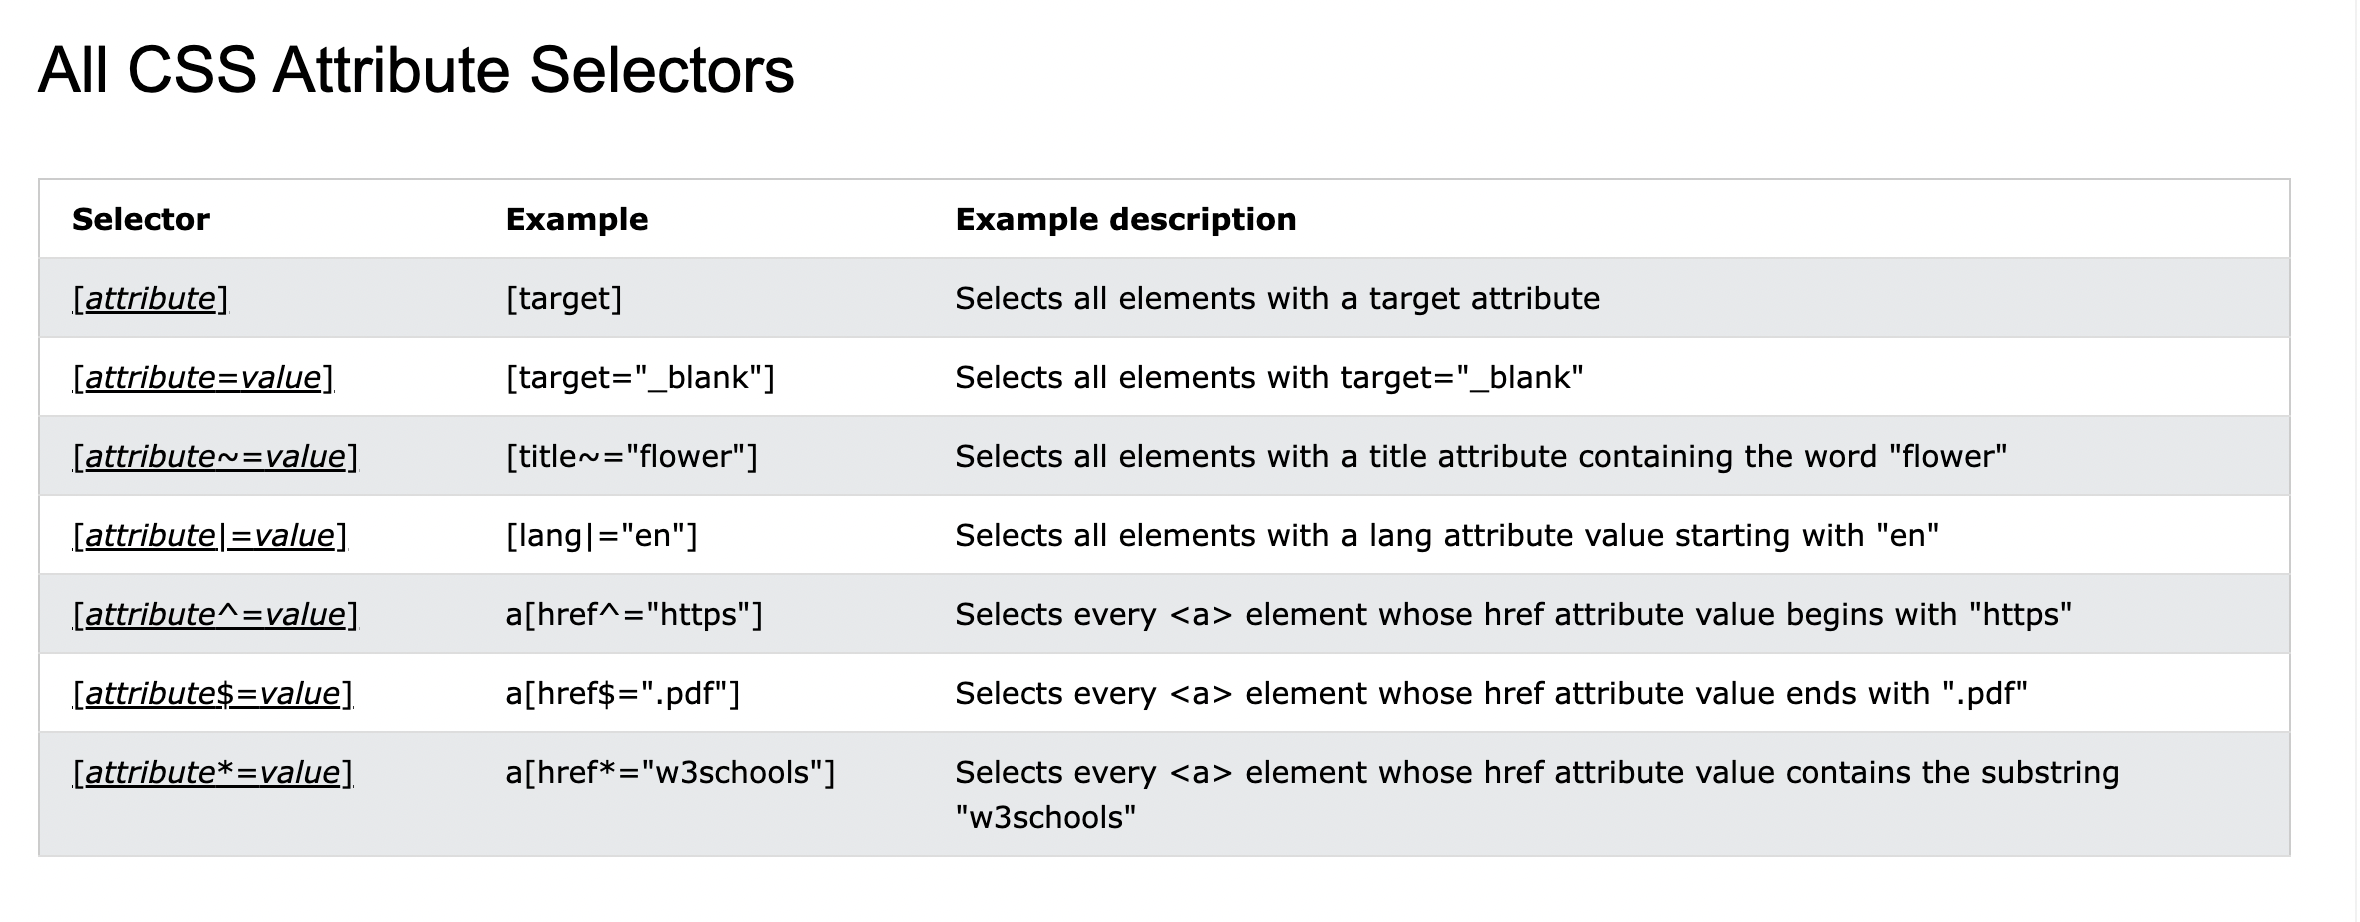 All CSS Attribute Selectors
Selector Example Example description
[attribute] [target] Selects all elements with a target attribute
[attribute=value] [target="_blank"] Selects all elements with target="_blank"
[attribute~=value] [title~="flower"] Selects all elements with a title attribute containing the word "flower"
[attribute|=value] [lang|="en"] Selects all elements with a lang attribute value starting with "en"
[attribute^=value] a[href^="https"] Selects every <a> element whose href attribute value begins with "https"
[attribute$=value] a[href$=".pdf"] Selects every <a> element whose href attribute value ends with ".pdf"
[attribute*=value] a[href*="w3schools"] Selects every <a> element whose href attribute value contains the substring
"w3schools"